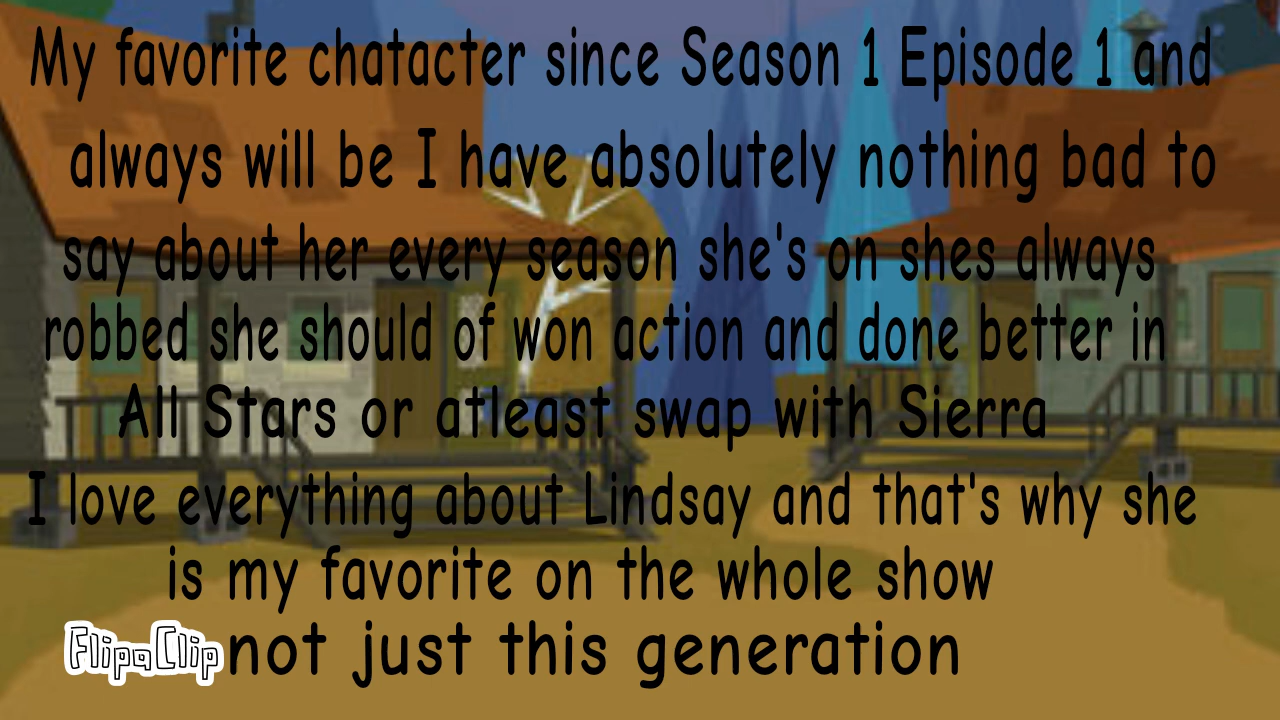 My favorite chatacter since Season 1 Episode 1 and
always will be I have absolutely nothing bad to
say about her every season she's on shes always
robbed she should of won action and done better in
All Stars or atleast swap with Sierra
I love everything about Lindsay and that's why she
is my favorite on the whole show
not just this generation
FlipaClip